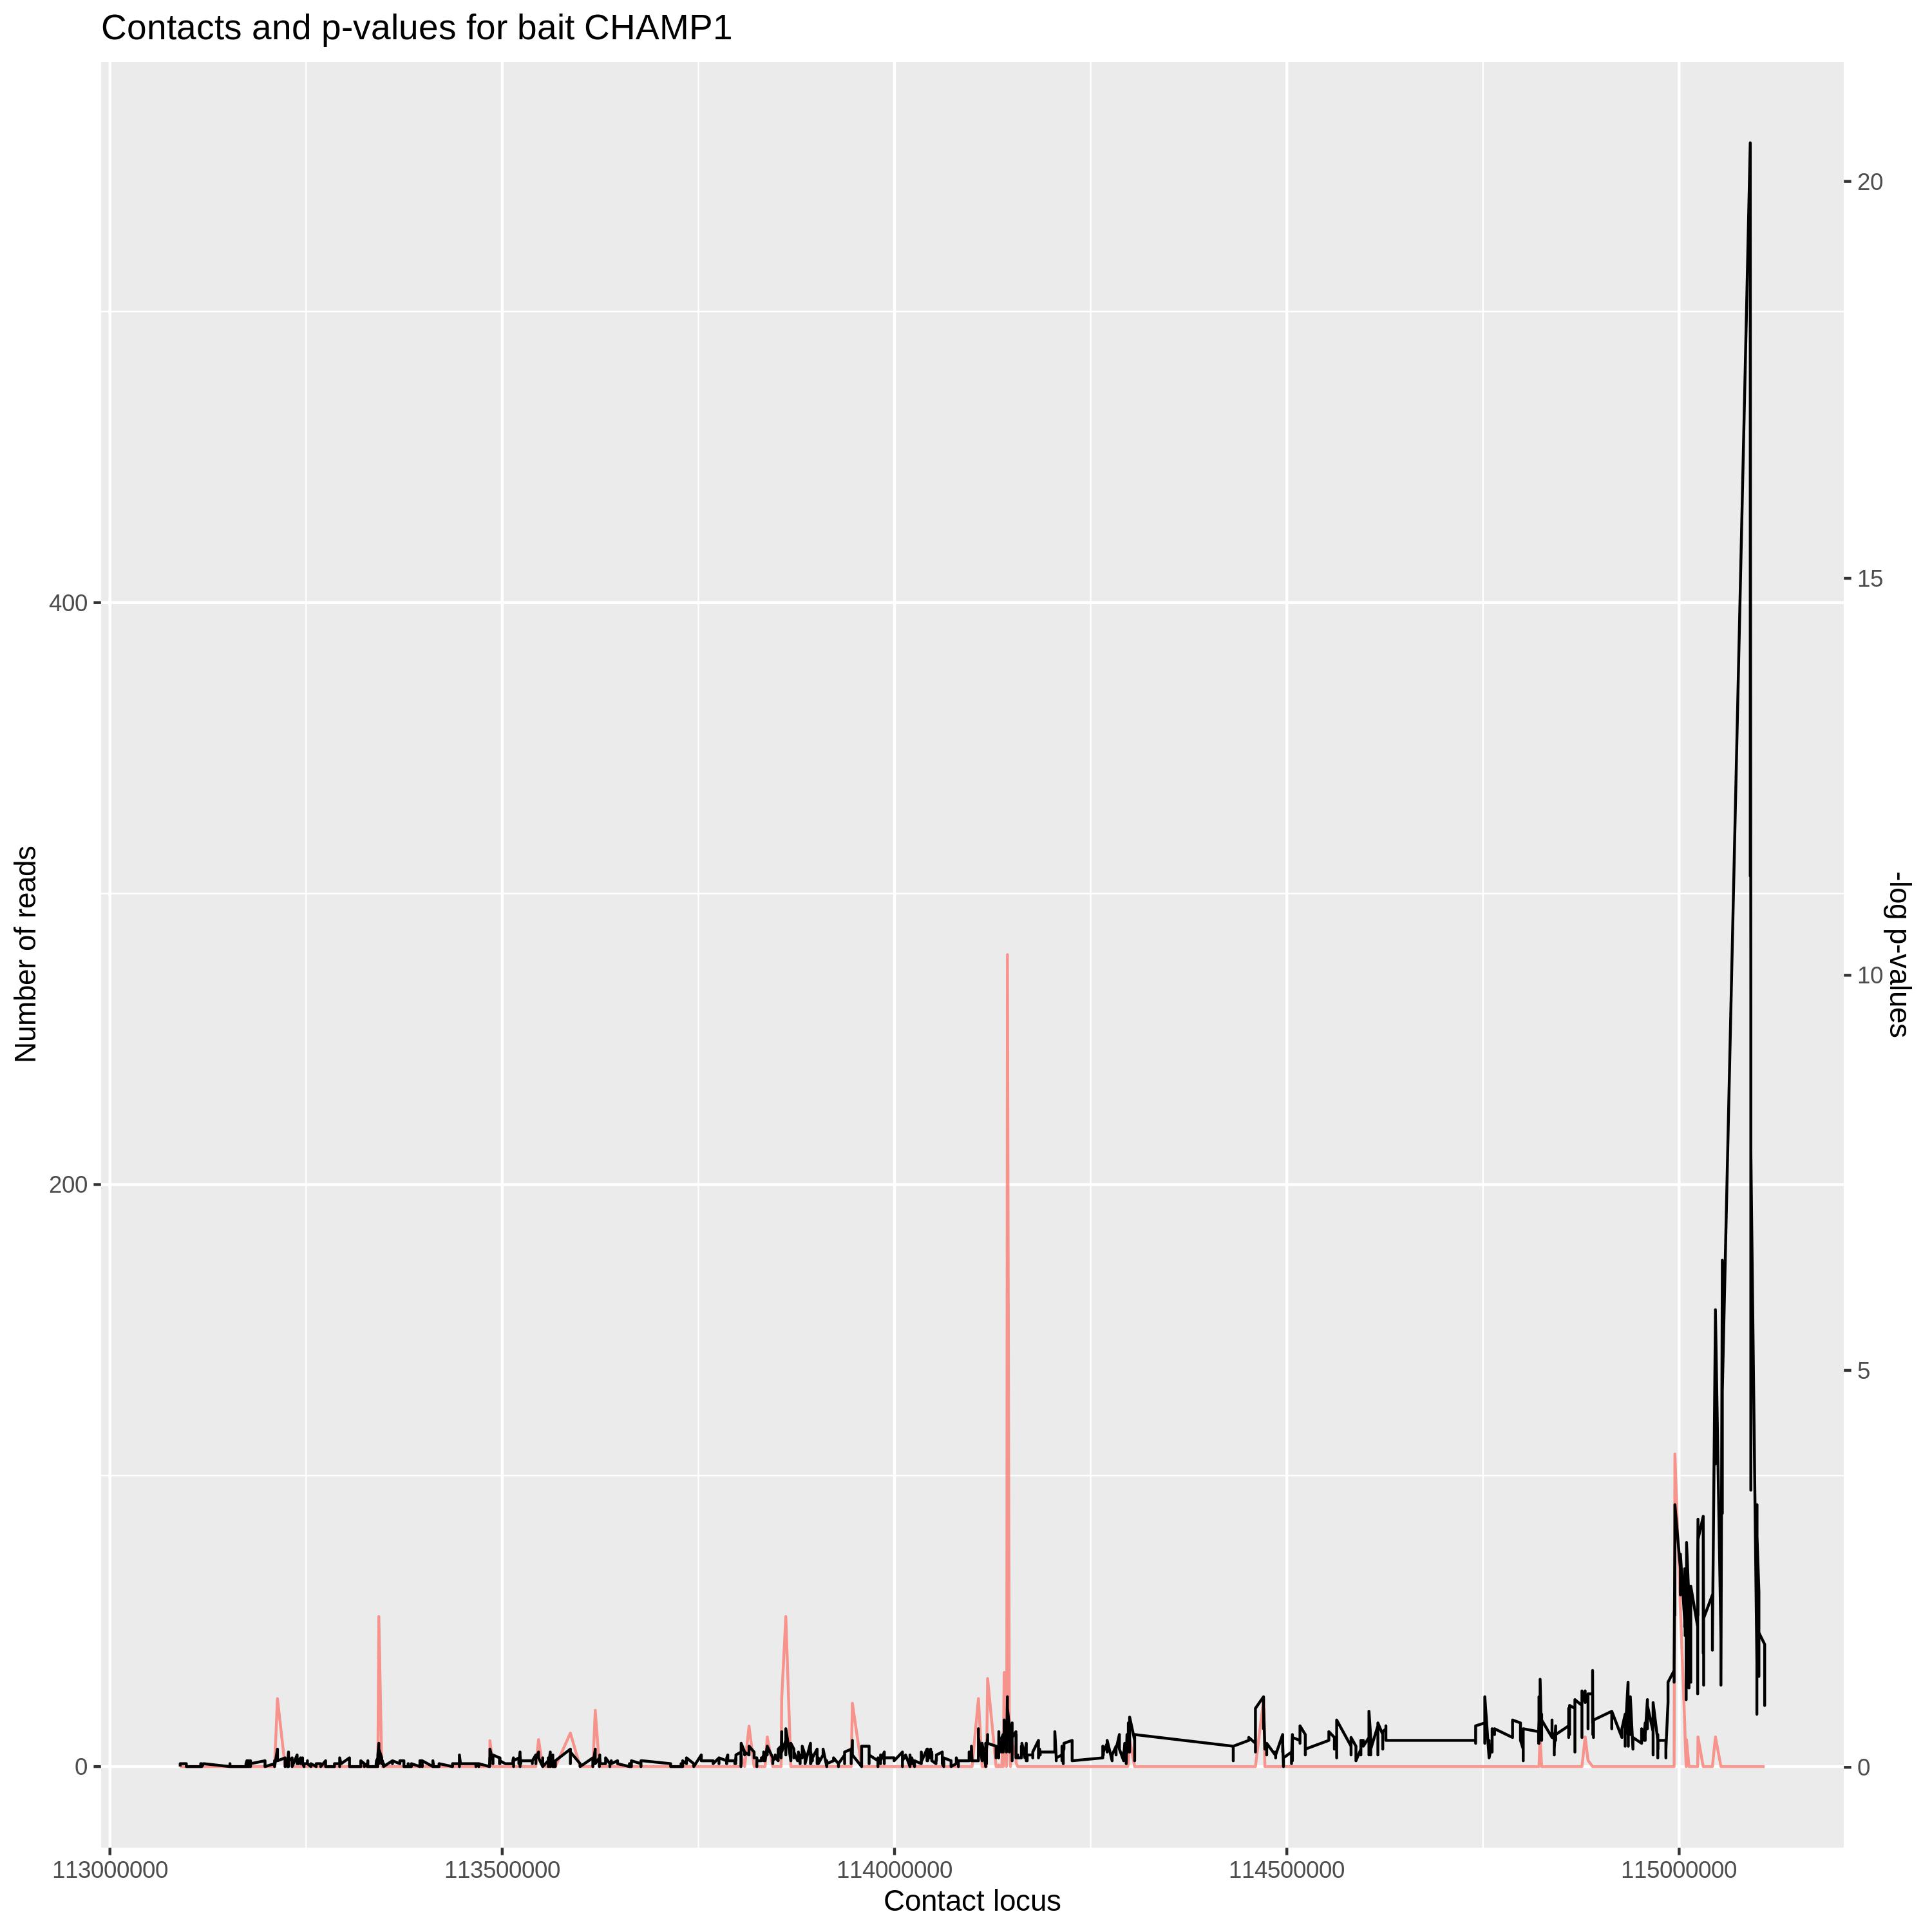 Contacts and p-values for bait CHAMP1
400
200
0
Number of reads
20
15
10
5
0
-log p-values
113000000 113500000 114000000 114500000 115000000
Contact locus